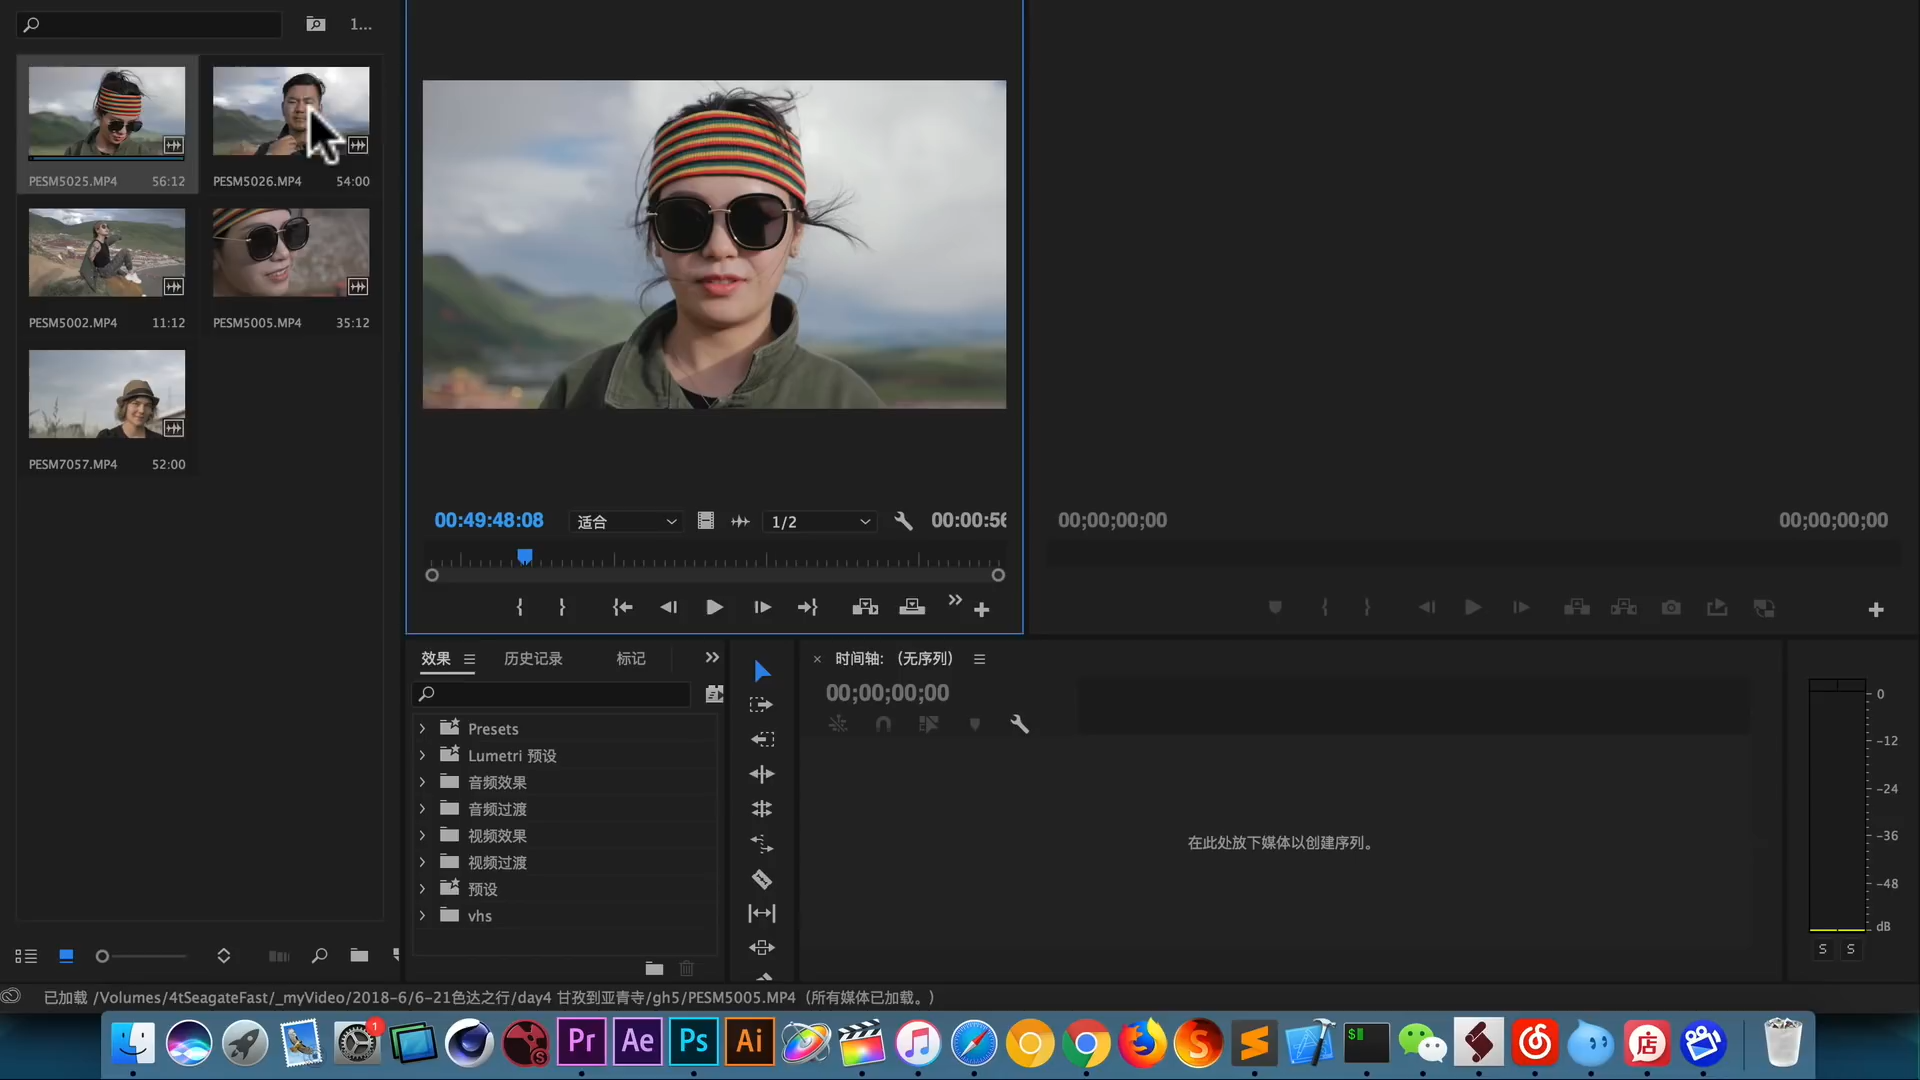 1...
PESM5025.MP4 56:12
PESM5026.MP4 54:00
PESM5002.MP4 11:12
PESM5005.MP4 35:12
PESM7057.MP4 52:00
00:49:48:08 适合 1/2 00:00:56
00;00;00;00 00;00;00;00
效果 历史记录 标记
Presets
Lumetri 预设
音频效果
音频过渡
视频效果
视频过渡
预设
vhs
× 时间轴:（无序列）
00;00;00;00
在此处放下媒体以创建序列。
0
-12
-24
-36
-48
dB
S S
已加载 /Volumes/4tSeagateFast/_myVideo/2018-6/6-21色达之行/day4 甘孜到亚青寺/gh5/PESM5005.MP4（所有媒体已加载。）
1
S
Pr Ae Ps Ai
S
$
店